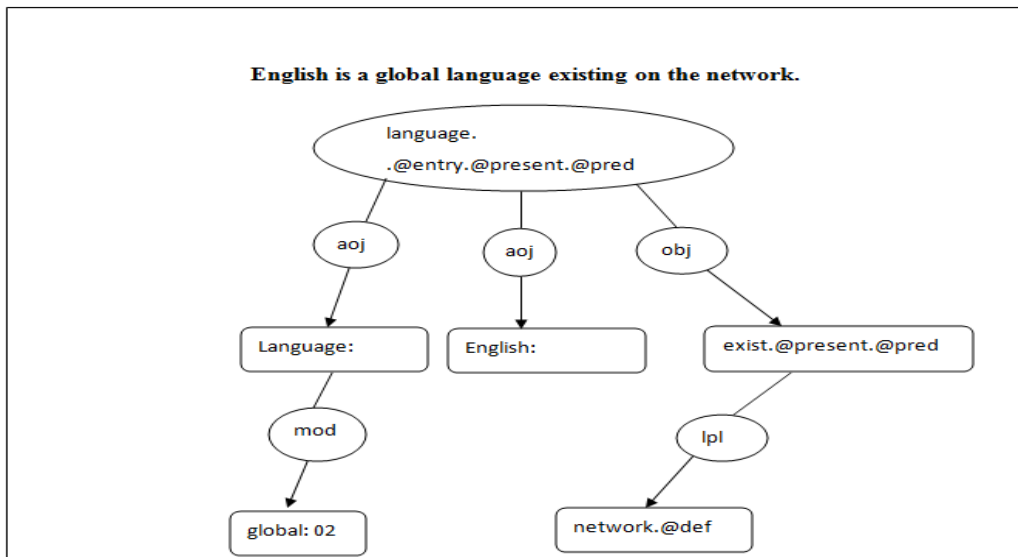 English is a global language existing on the network.
language.
.@entry.@present.@pred
aoj
aoj
obj
Language:
English:
exist.@present.@pred
mod
lpl
global: 02
network.@def